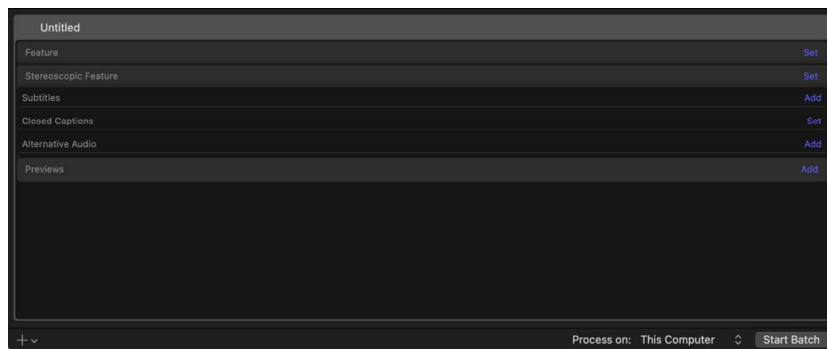 Untitled
Feature Set
Stereoscopic Feature Set
Subtitles Add
Closed Captions Set
Alternative Audio Add
Previews Add
Process on: This Computer Start Batch